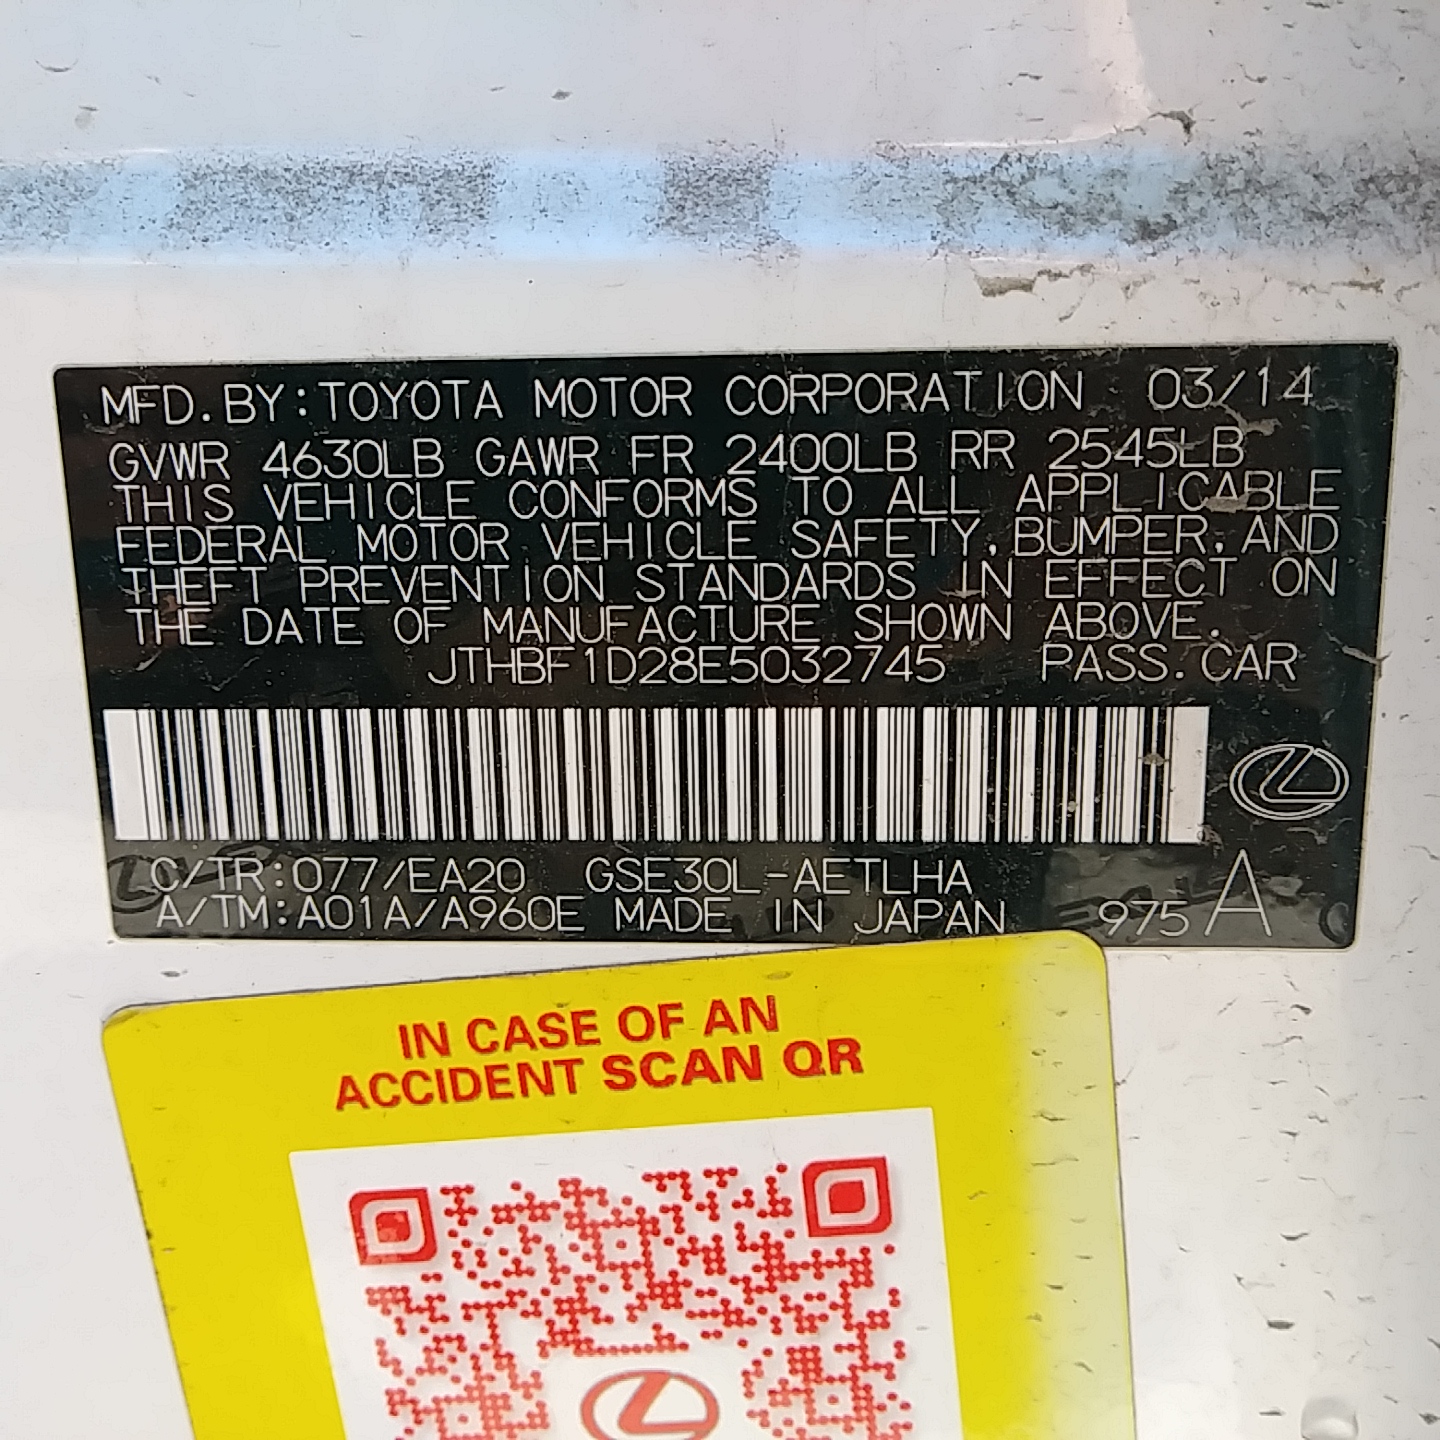 MFD.BY:TOYOTA MOTOR CORPORATION 03/14
GVWR 4630LB GAWR FR 2400LB RR 2545LB
THIS VEHICLE CONFORMS TO ALL APPLICABLE
FEDERAL MOTOR VEHICLE SAFETY, BUMPER, AND
THEFT PREVENTION STANDARDS IN EFFECT ON
THE DATE OF MANUFACTURE SHOWN ABOVE.
JTHBF1D28E5032745 PASS.CAR
C/TR:077/EA20 GSE30L-AETLHA
A/TM:A01A/A960E MADE IN JAPAN 975 A
IN CASE OF AN
ACCIDENT SCAN QR